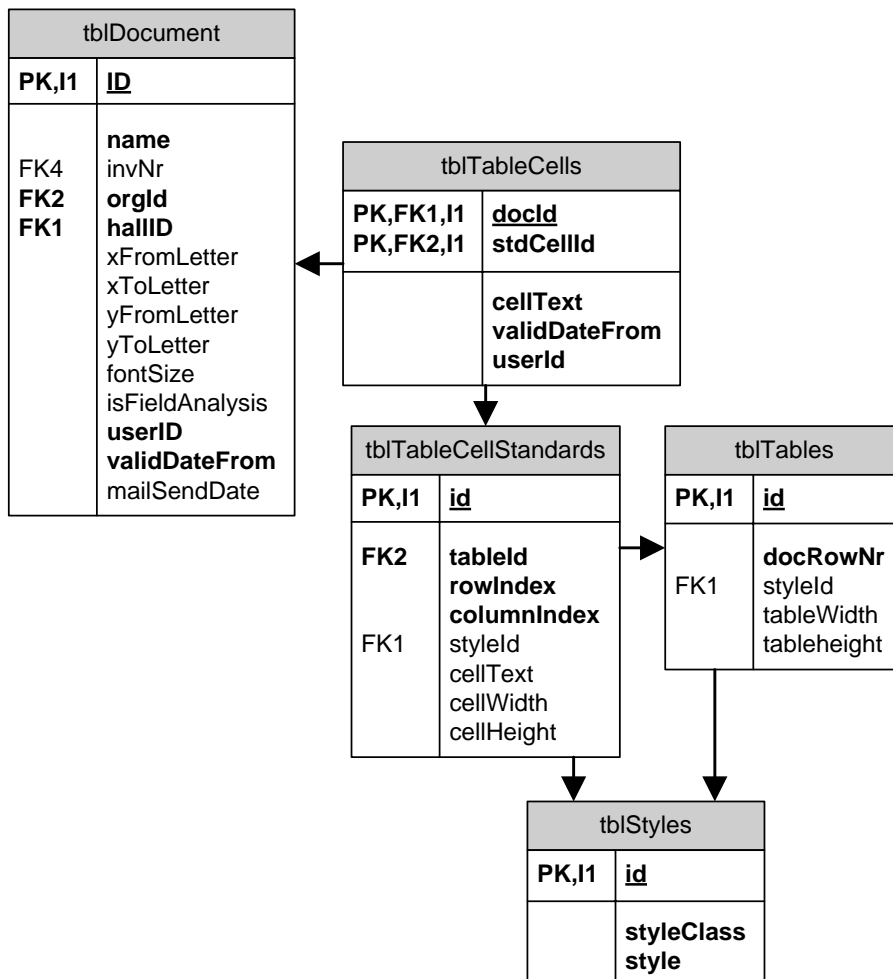 tblDocument
PK,I1 ID
name
FK4 invNr
FK2 orgId
FK1 hallID
xFromLetter
xToLetter
yFromLetter
yToLetter
fontSize
isFieldAnalysis
userID
validDateFrom
mailSendDate
tblTableCells
PK,FK1,I1 docId
PK,FK2,I1 stdCellId
cellText
validDateFrom
userId
tblTableCellStandards
PK,I1 id
FK2 tableId
rowIndex
columnIndex
FK1 styleId
cellText
cellWidth
cellHeight
tblTables
PK,I1 id
docRowNr
FK1 styleId
tableWidth
tableheight
tblStyles
PK,I1 id
styleClass
style